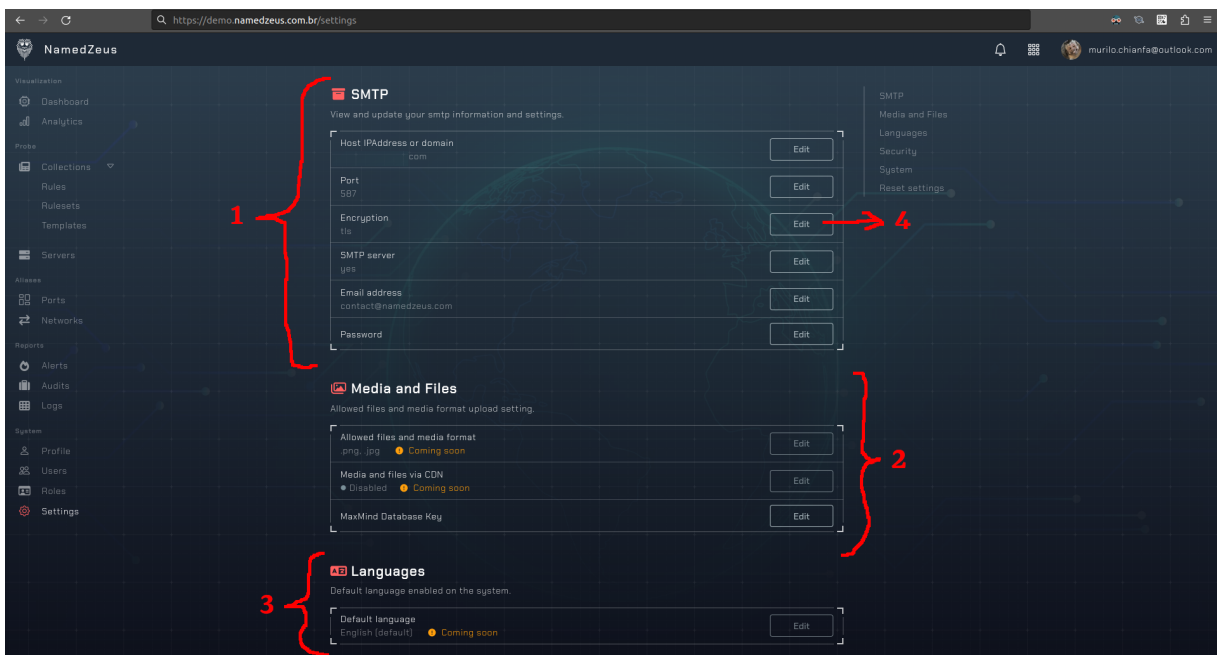 https://demo.namedzeus.com.br/settings
NamedZeus
murilo.chianfa@outlook.com
Visualization
Dashboard
Analytics
Probe
Collections
Rules
Rulesets
Templates
Servers
Aliases
Ports
Networks
Reports
Alerts
Audits
Logs
System
Profile
Users
Roles
Settings
1
SMTP
View and update your smtp information and settings.
Host IPAddress or domain
com
Edit
Port
587
Edit
Encryption
tls
Edit
4
SMTP server
yes
Edit
Email address
contact@namedzeus.com
Edit
Password
Edit
2
Media and Files
Allowed files and media format upload setting.
Allowed files and media format
.png, .jpg Coming soon
Edit
Media and files via CDN
Disabled Coming soon
Edit
MaxMind Database Key
Edit
3
Languages
Default language enabled on the system.
Default language
English (default) Coming soon
Edit
SMTP
Media and Files
Languages
Security
System
Reset settings